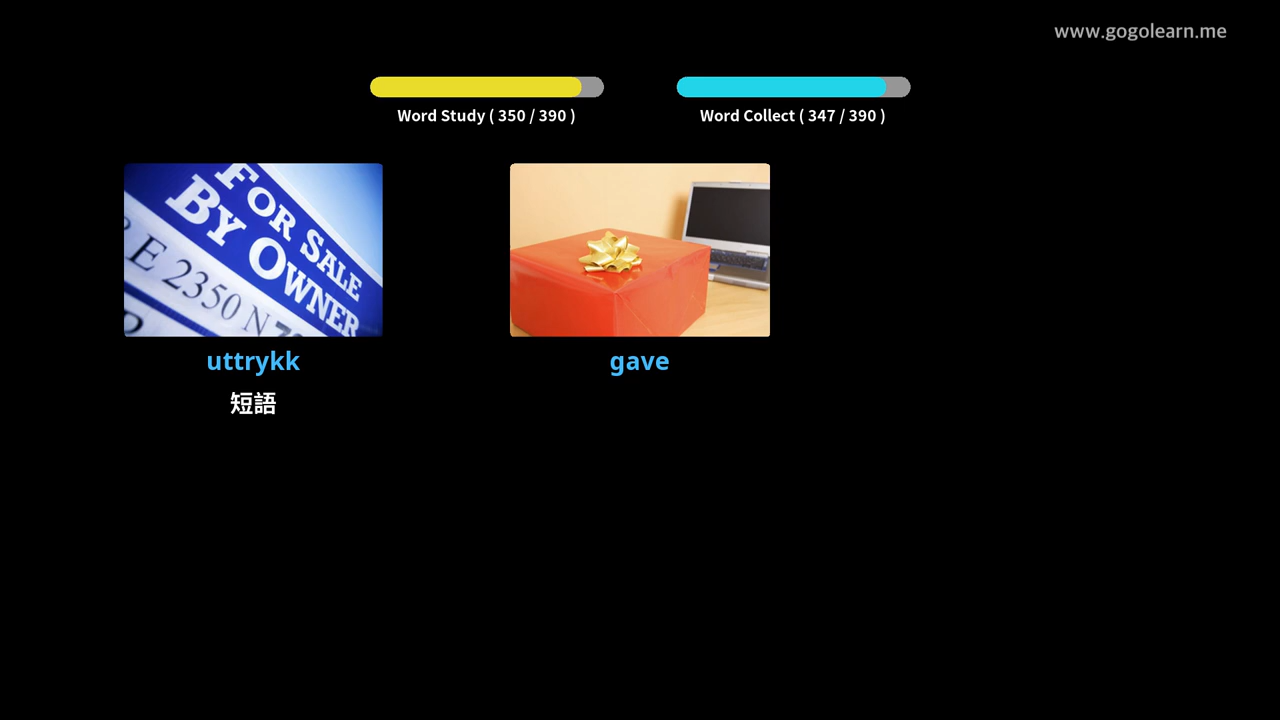 www.gogolearn.me
Word Study ( 350 / 390 )
Word Collect ( 347 / 390 )
FOR SALE
BY OWNER
E 2350 N
uttrykk
gave
短語